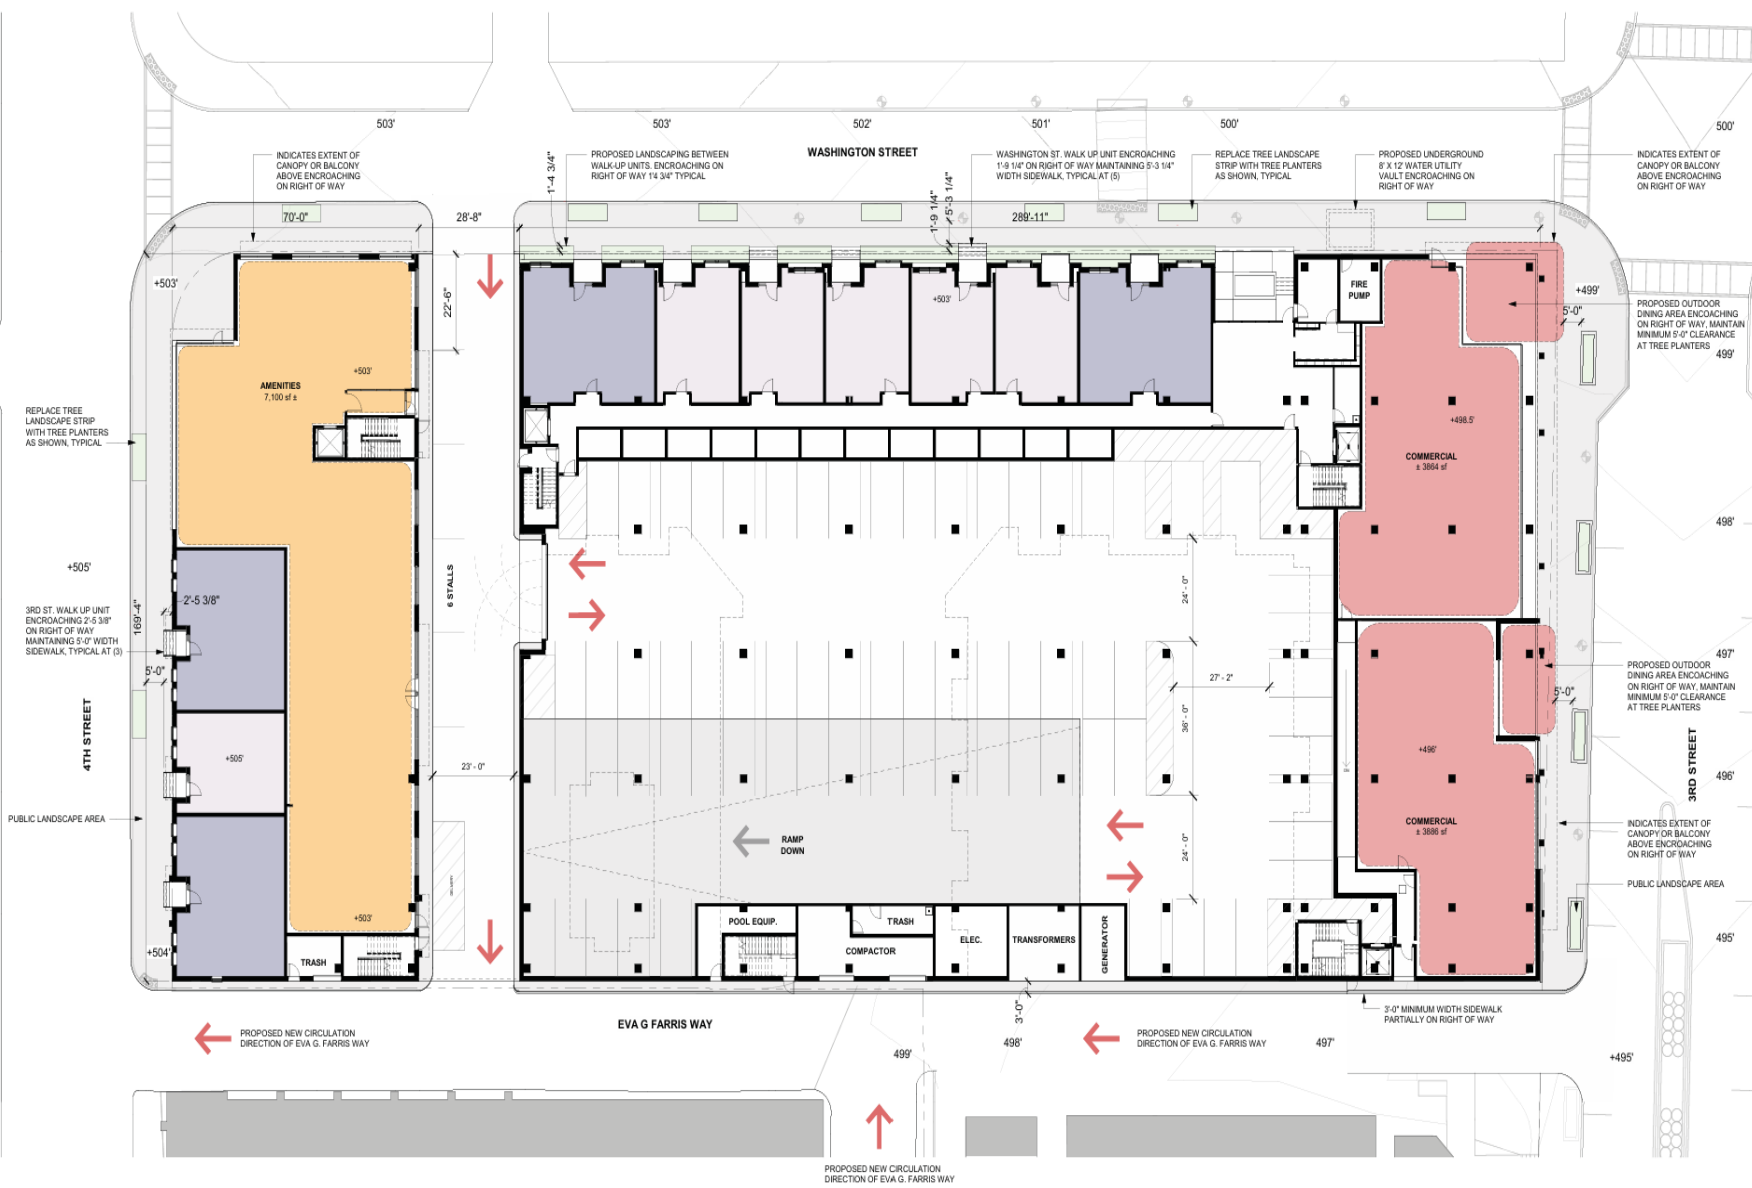 503'
503'
502'
501'
500'
500'
WASHINGTON STREET
INDICATES EXTENT OF
CANOPY OR BALCONY
ABOVE ENCROACHING
ON RIGHT OF WAY
1'-4 3/4"
PROPOSED LANDSCAPING BETWEEN
WALK-UP UNITS. ENCROACHING ON
RIGHT OF WAY 1'4 3/4" TYPICAL
WASHINGTON ST. WALK UP UNIT ENCROACHING
1'-9 1/4" ON RIGHT OF WAY MAINTAINING 5'-3 1/4"
WIDTH SIDEWALK, TYPICAL AT (5)
REPLACE TREE LANDSCAPE
STRIP WITH TREE PLANTERS
AS SHOWN, TYPICAL
PROPOSED UNDERGROUND
8' X 12' WATER UTILITY
VAULT ENCROACHING ON
RIGHT OF WAY
INDICATES EXTENT OF
CANOPY OR BALCONY
ABOVE ENCROACHING
ON RIGHT OF WAY
70'-0"
28'-8"
1'-9 1/4"
5'-3 1/4"
289'-11"
+503'
22'-6"
+503'
FIRE
PUMP
+499'
5'-0"
PROPOSED OUTDOOR
DINING AREA ENCOACHING
ON RIGHT OF WAY, MAINTAIN
MINIMUM 5'-0" CLEARANCE
AT TREE PLANTERS
499'
AMENITIES
7,100 sf ±
+503'
REPLACE TREE
LANDSCAPE STRIP
WITH TREE PLANTERS
AS SHOWN, TYPICAL
+498.5'
COMMERCIAL
± 3864 sf
498'
+505'
6 STALLS
24' - 0"
2'-5 3/8"
169'-4"
3RD ST. WALK UP UNIT
ENCROACHING 2'-5 3/8"
ON RIGHT OF WAY
MAINTAINING 5'-0" WIDTH
SIDEWALK, TYPICAL AT (3)
5'-0"
497'
PROPOSED OUTDOOR
DINING AREA ENCOACHING
ON RIGHT OF WAY, MAINTAIN
MINIMUM 5'-0" CLEARANCE
AT TREE PLANTERS
27' - 2"
5'-0"
36' - 0"
4TH STREET
3RD STREET
+505'
23' - 0"
+496'
496'
PUBLIC LANDSCAPE AREA
RAMP
DOWN
24' - 0"
COMMERCIAL
± 3886 sf
INDICATES EXTENT OF
CANOPY OR BALCONY
ABOVE ENCROACHING
ON RIGHT OF WAY
PUBLIC LANDSCAPE AREA
+503'
POOL EQUIP.
TRASH
COMPACTOR
ELEC.
TRANSFORMERS
GENERATOR
495'
+504'
TRASH
3'-0"
3'-0" MINIMUM WIDTH SIDEWALK
PARTIALLY ON RIGHT OF WAY
EVA G FARRIS WAY
PROPOSED NEW CIRCULATION
DIRECTION OF EVA G. FARRIS WAY
499'
498'
PROPOSED NEW CIRCULATION
DIRECTION OF EVA G. FARRIS WAY
497'
+495'
PROPOSED NEW CIRCULATION
DIRECTION OF EVA G. FARRIS WAY